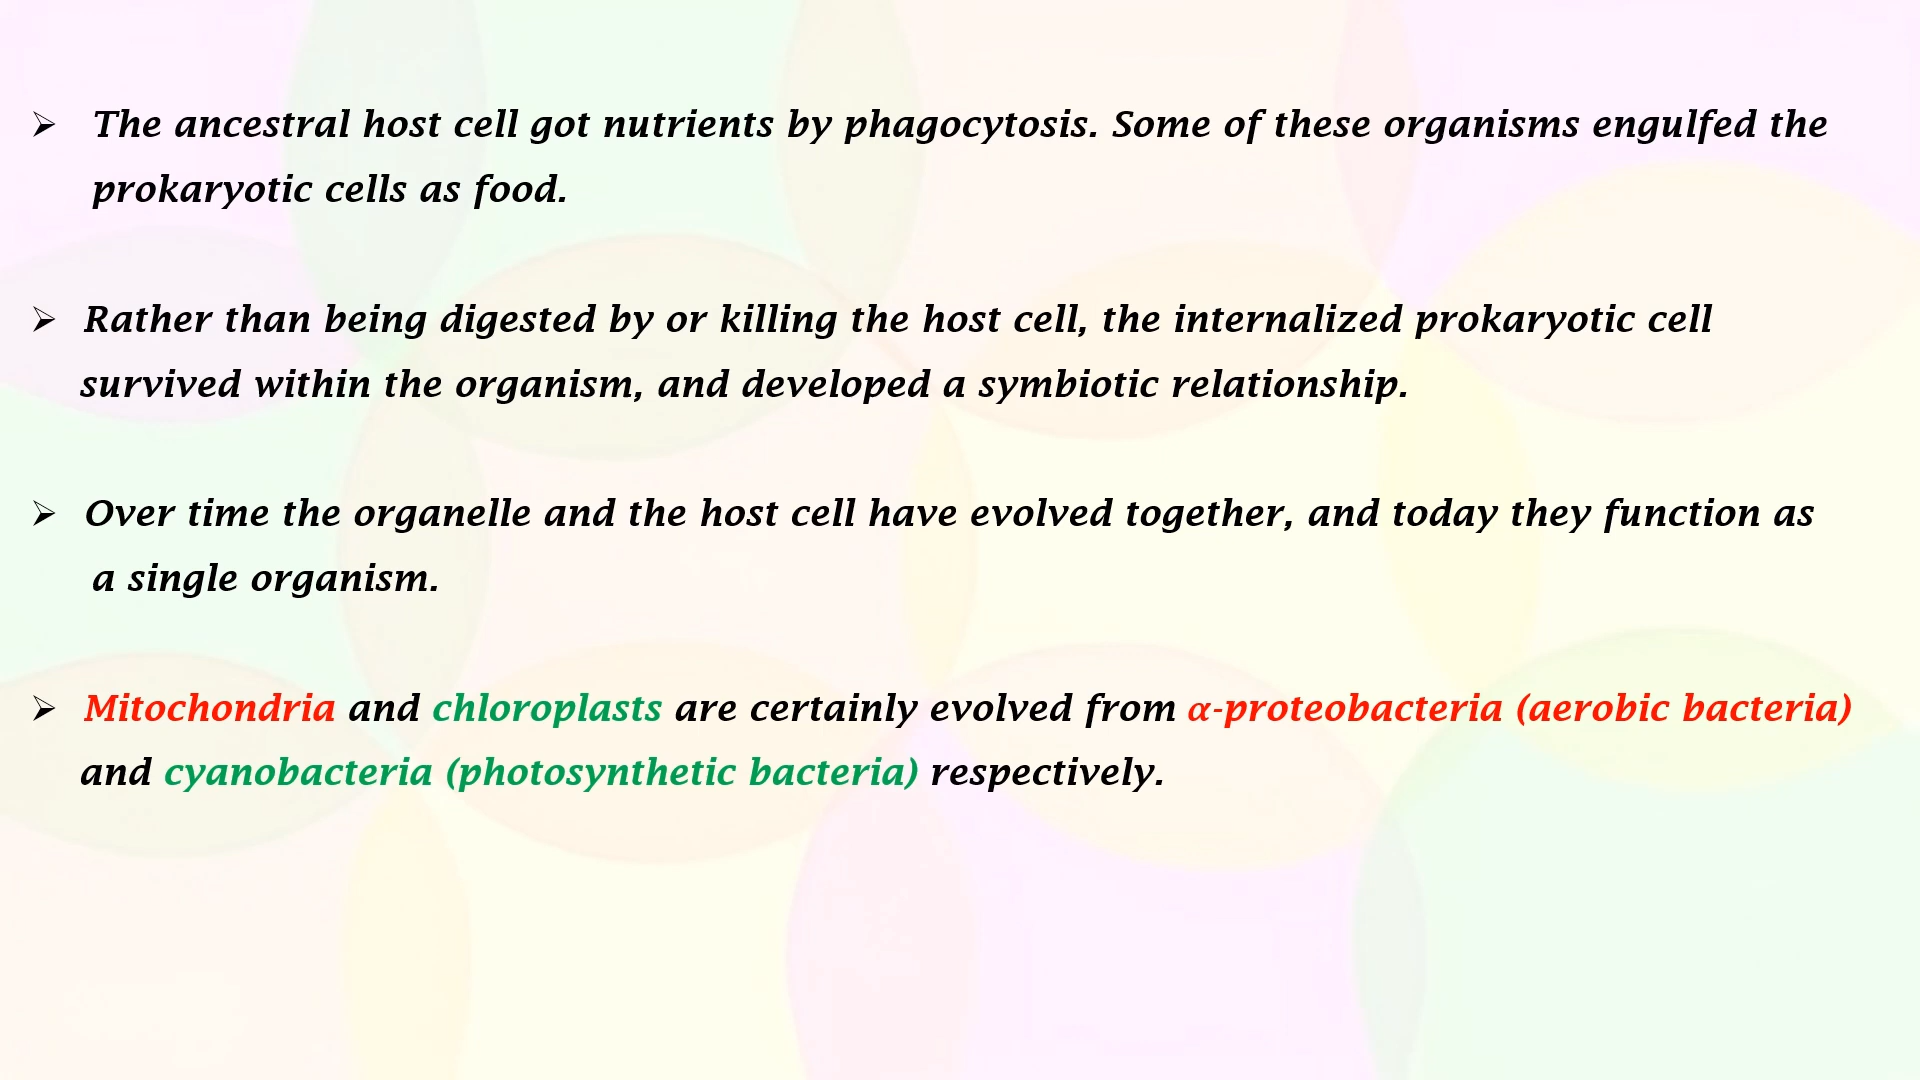 ➢ The ancestral host cell got nutrients by phagocytosis. Some of these organisms engulfed the
prokaryotic cells as food.
➢ Rather than being digested by or killing the host cell, the internalized prokaryotic cell
survived within the organism, and developed a symbiotic relationship.
➢ Over time the organelle and the host cell have evolved together, and today they function as
a single organism.
➢ Mitochondria and chloroplasts are certainly evolved from α-proteobacteria (aerobic bacteria)
and cyanobacteria (photosynthetic bacteria) respectively.